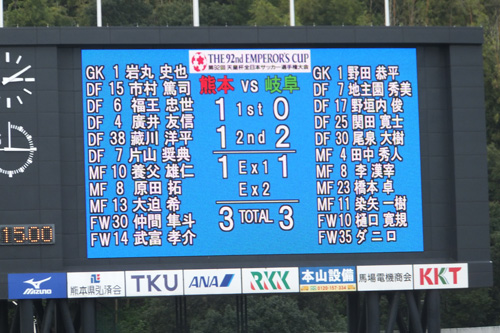 THE 92nd EMPEROR'S CUP
第92回 天皇杯全日本サッカー選手権大会
熊本 VS 岐阜
GK 1 岩丸 史也
DF 15 市村 篤司
DF 6 福王 忠世
DF 4 廣井 友信
DF 38 藏川 洋平
DF 7 片山 奨典
MF 10 養父 雄仁
MF 8 原田 拓
MF 13 大迫 希
FW 30 仲間 隼斗
FW 14 武富 孝介
1 1st 0
1 2nd 2
1 Ex1 1
Ex2
3 TOTAL 3
GK 1 野田 恭平
DF 7 地主園 秀美
DF 17 野垣内 俊
DF 25 関田 寛士
DF 30 尾泉 大樹
MF 4 田中 秀人
MF 8 李 漢宰
MF 23 橋本 卓
MF 11 染矢 一樹
FW 10 樋口 寛規
FW 35 ダニロ
15:00
MIZUNO
熊本県弘済会
TKU
ANA
RKK
本山設備
馬場電機商会
KKT